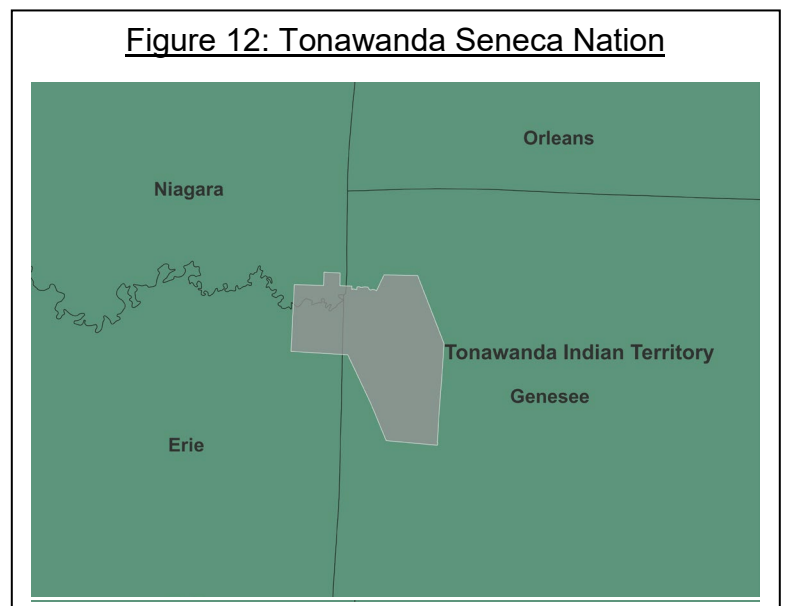 Figure 12: Tonawanda Seneca Nation
Orleans
Niagara
Tonawanda Indian Territory
Genesee
Erie